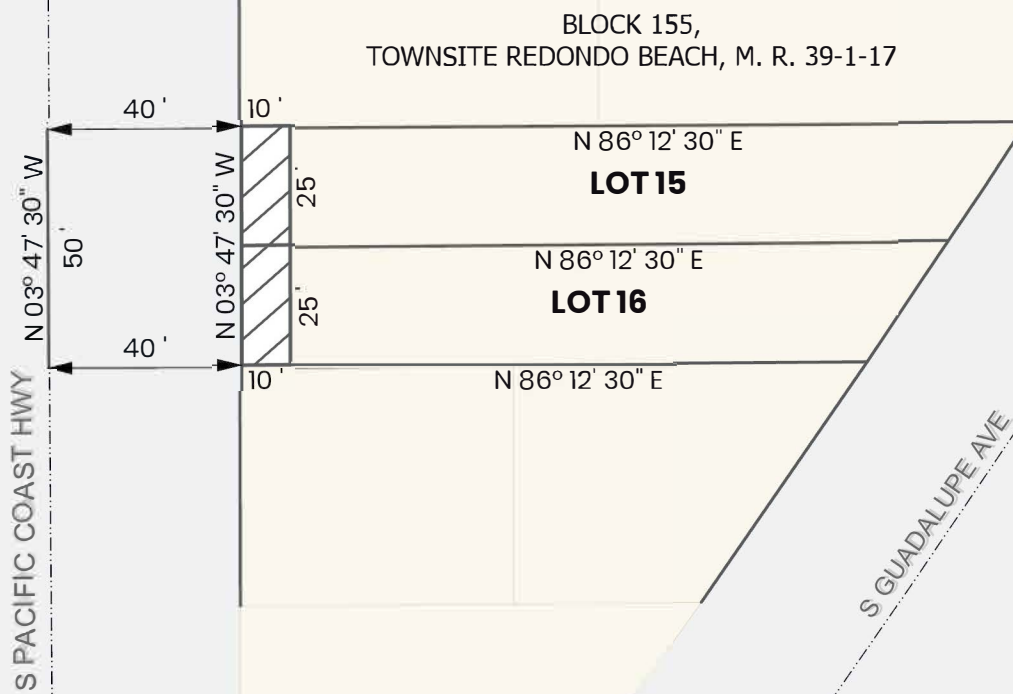 BLOCK 155,
TOWNSITE REDONDO BEACH, M. R. 39-1-17
40 '
10 '
N 86° 12' 30" E
LOT 15
N 03° 47' 30" W
50 '
N 03° 47' 30" W
25 '
N 86° 12' 30" E
LOT 16
25 '
40 '
10 '
N 86° 12' 30" E
S PACIFIC COAST HWY
S GUADALUPE AVE